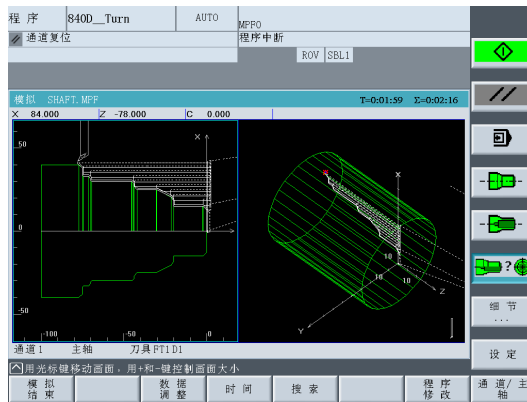 程 序 840D__Turn AUTO MPF0
通道复位 程序中断
ROV SBL1
模拟 SHAFT.MPF T=0:01:59 Σ=0:02:16
X 84.000 Z -78.000 C 0.000
X
50
0
-50
-100 -50 0
X
10
10 10
Z
Y
通道 1 主轴 刀具 FT1 D1
用光标键移动画面，用+和-键控制画面大小
模 拟
结 束
数 据
调 整
时 间
搜 索
程 序
修 改
通 道/ 主
轴
?
细 节
...
设 定